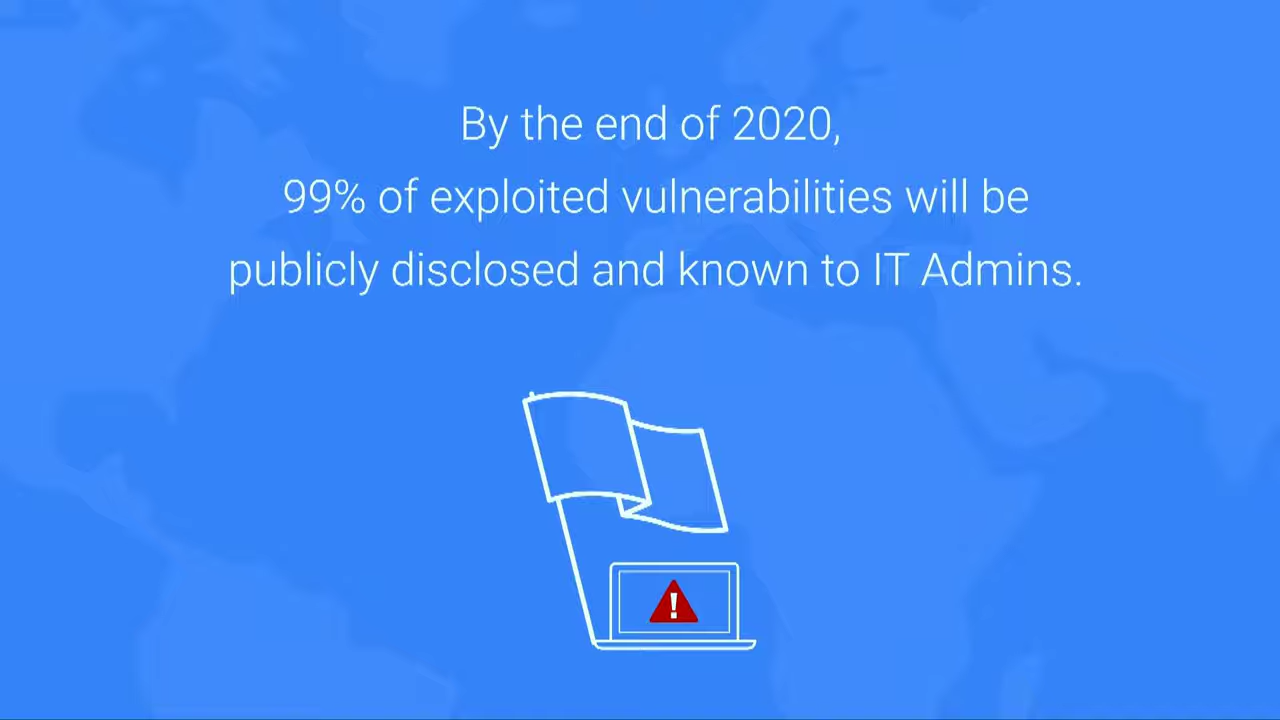 By the end of 2020,
99% of exploited vulnerabilities will be
publicly disclosed and known to IT Admins.
!